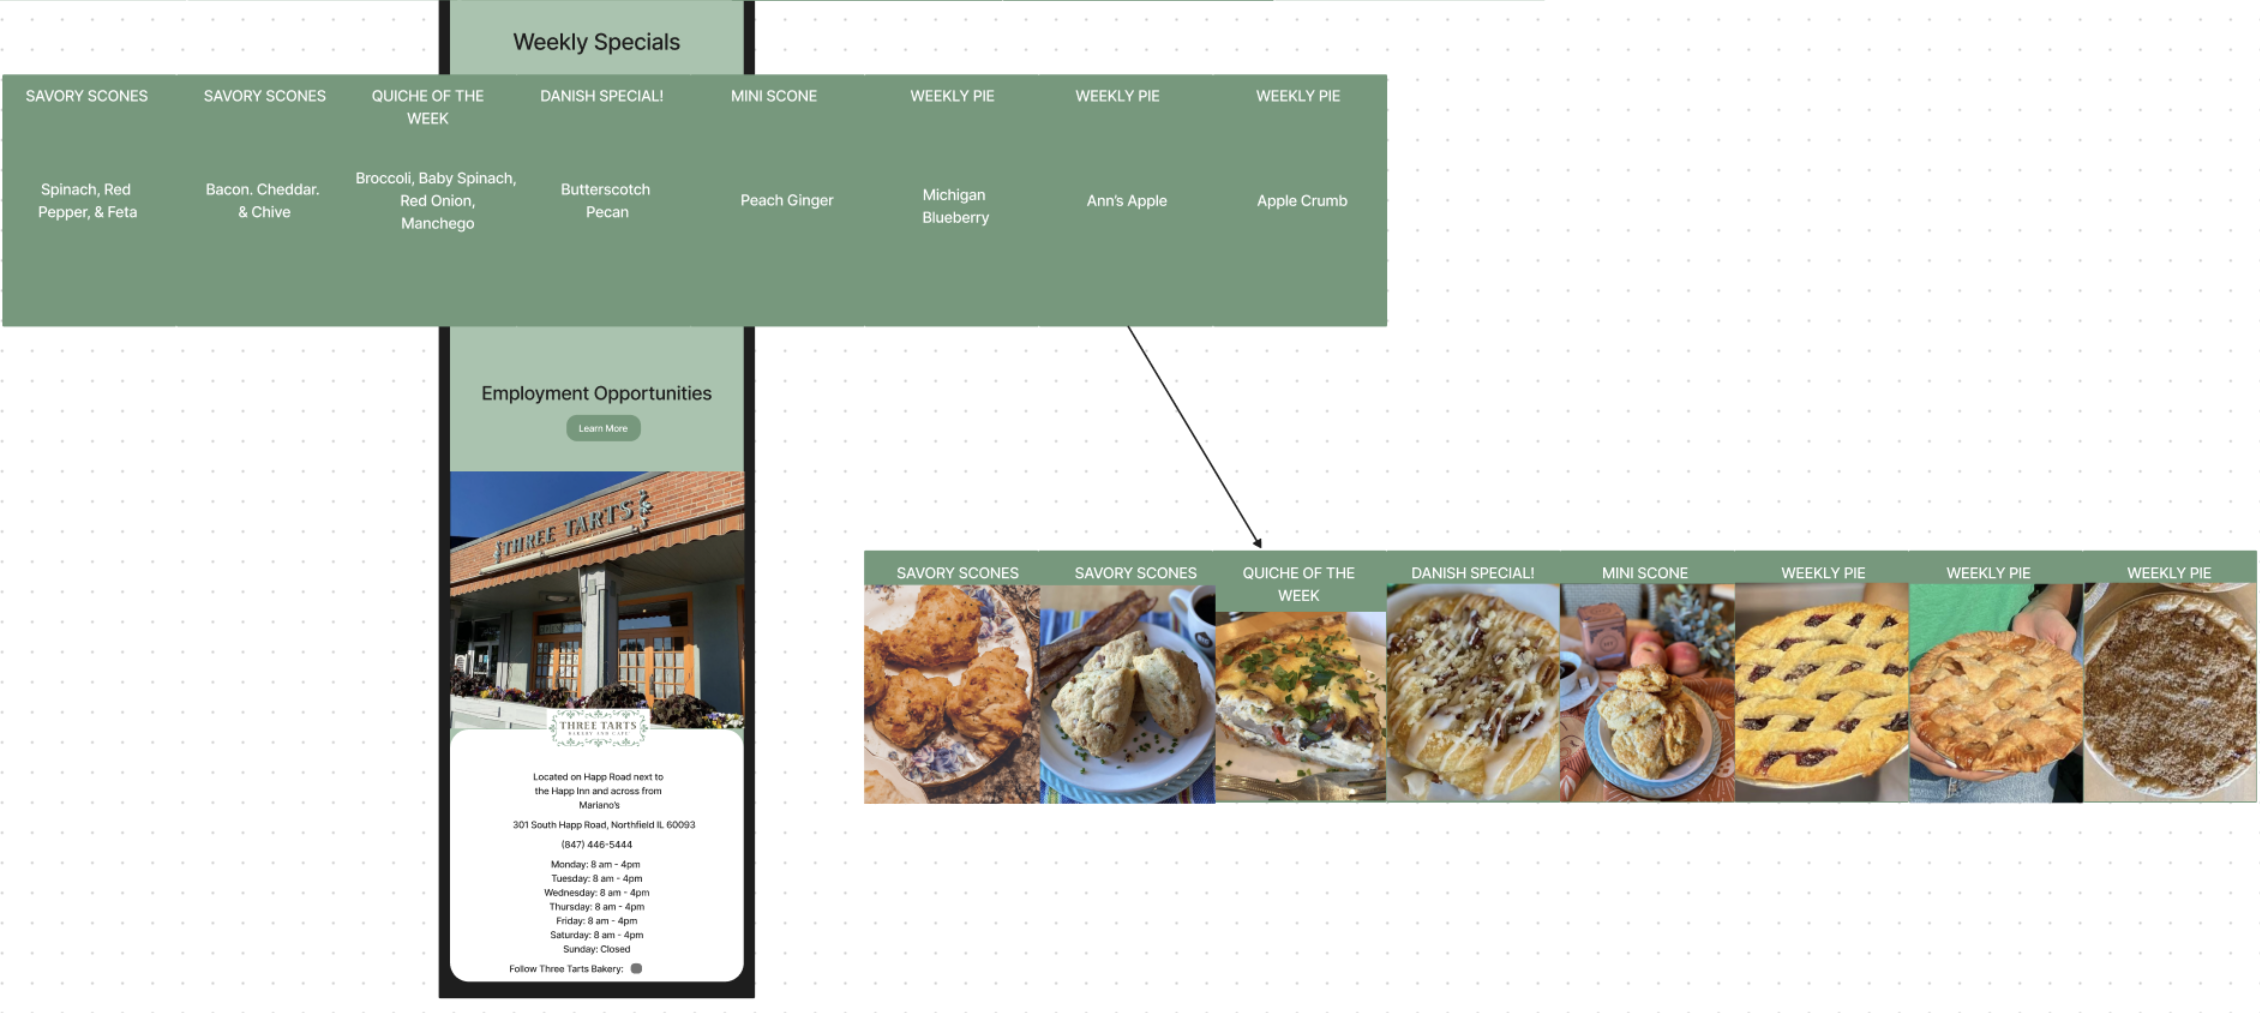 Weekly Specials
SAVORY SCONES
Spinach, Red
Pepper, & Feta
SAVORY SCONES
Bacon. Cheddar.
& Chive
QUICHE OF THE
WEEK
Broccoli, Baby Spinach,
Red Onion,
Manchego
DANISH SPECIAL!
Butterscotch
Pecan
MINI SCONE
Peach Ginger
WEEKLY PIE
Michigan
Blueberry
WEEKLY PIE
Ann's Apple
WEEKLY PIE
Apple Crumb
Employment Opportunities
Learn More
THREE TARTS
THREE TARTS
BAKERY AND CAFE
Located on Happ Road next to
the Happ Inn and across from
Mariano's
301 South Happ Road, Northfield IL 60093
(847) 446-5444
Monday: 8 am - 4pm
Tuesday: 8 am - 4pm
Wednesday: 8 am - 4pm
Thursday: 8 am - 4pm
Friday: 8 am - 4pm
Saturday: 8 am - 4pm
Sunday: Closed
Follow Three Tarts Bakery:
SAVORY SCONES
SAVORY SCONES
QUICHE OF THE
WEEK
DANISH SPECIAL!
MINI SCONE
WEEKLY PIE
WEEKLY PIE
WEEKLY PIE